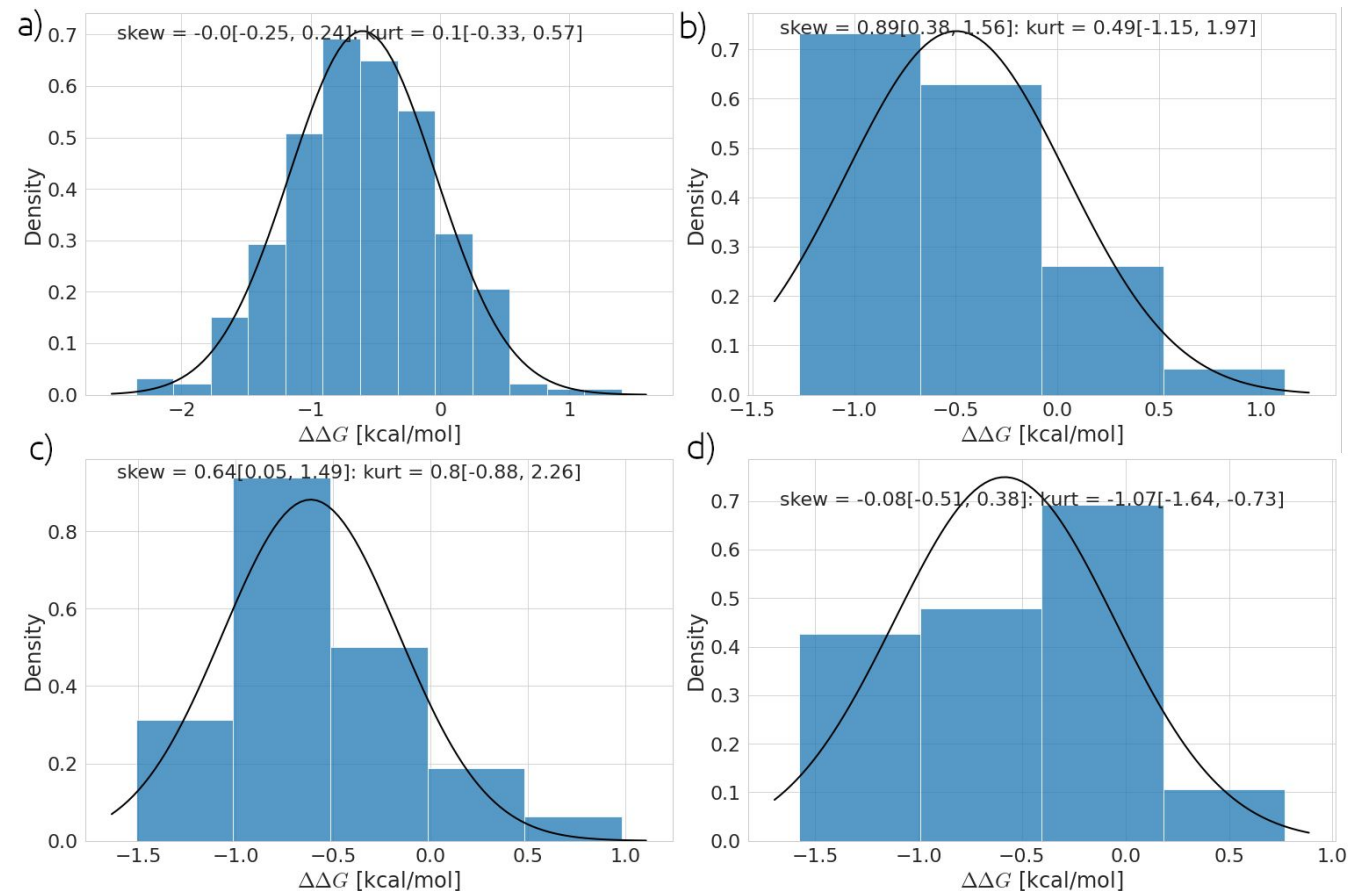 a)
skew = -0.0[-0.25, 0.24]: kurt = 0.1[-0.33, 0.57]
0.7
0.6
0.5
0.4
0.3
0.2
0.1
0.0
Density
−2 −1 0 1
ΔΔG [kcal/mol]
b)
skew = 0.89[0.38, 1.56]: kurt = 0.49[-1.15, 1.97]
0.7
0.6
0.5
0.4
0.3
0.2
0.1
0.0
Density
−1.5 −1.0 −0.5 0.0 0.5 1.0
ΔΔG [kcal/mol]
c)
skew = 0.64[0.05, 1.49]: kurt = 0.8[-0.88, 2.26]
0.8
0.6
0.4
0.2
0.0
Density
−1.5 −1.0 −0.5 0.0 0.5 1.0
ΔΔG [kcal/mol]
d)
skew = -0.08[-0.51, 0.38]: kurt = -1.07[-1.64, -0.73]
0.7
0.6
0.5
0.4
0.3
0.2
0.1
0.0
Density
−1.5 −1.0 −0.5 0.0 0.5 1.0
ΔΔG [kcal/mol]